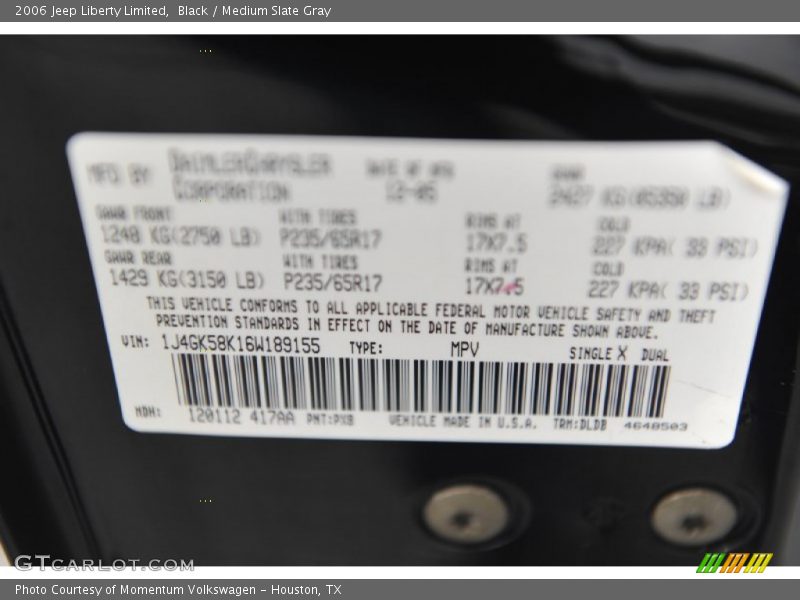 2006 Jeep Liberty Limited, Black / Medium Slate Gray
MFD BY: DAIMLERCHRYSLER CORPORATION DATE OF MFR 12-05 GVWR 2427 KG(05350 LB)
GAWR FRONT WITH TIRES RIMS AT COLD
1248 KG(2750 LB) P235/65R17 17X7.5 227 KPA( 33 PSI)
GAWR REAR WITH TIRES RIMS AT COLD
1429 KG(3150 LB) P235/65R17 17X7.5 227 KPA( 33 PSI)
THIS VEHICLE CONFORMS TO ALL APPLICABLE FEDERAL MOTOR VEHICLE SAFETY AND THEFT
PREVENTION STANDARDS IN EFFECT ON THE DATE OF MANUFACTURE SHOWN ABOVE.
VIN: 1J4GK58K16W189155 TYPE: MPV SINGLE X DUAL
MDH: 120112 417AA PNT:PXB VEHICLE MADE IN U.S.A. TRM:DLDB 4648503
GTCARLOT.COM
Photo Courtesy of Momentum Volkswagen - Houston, TX